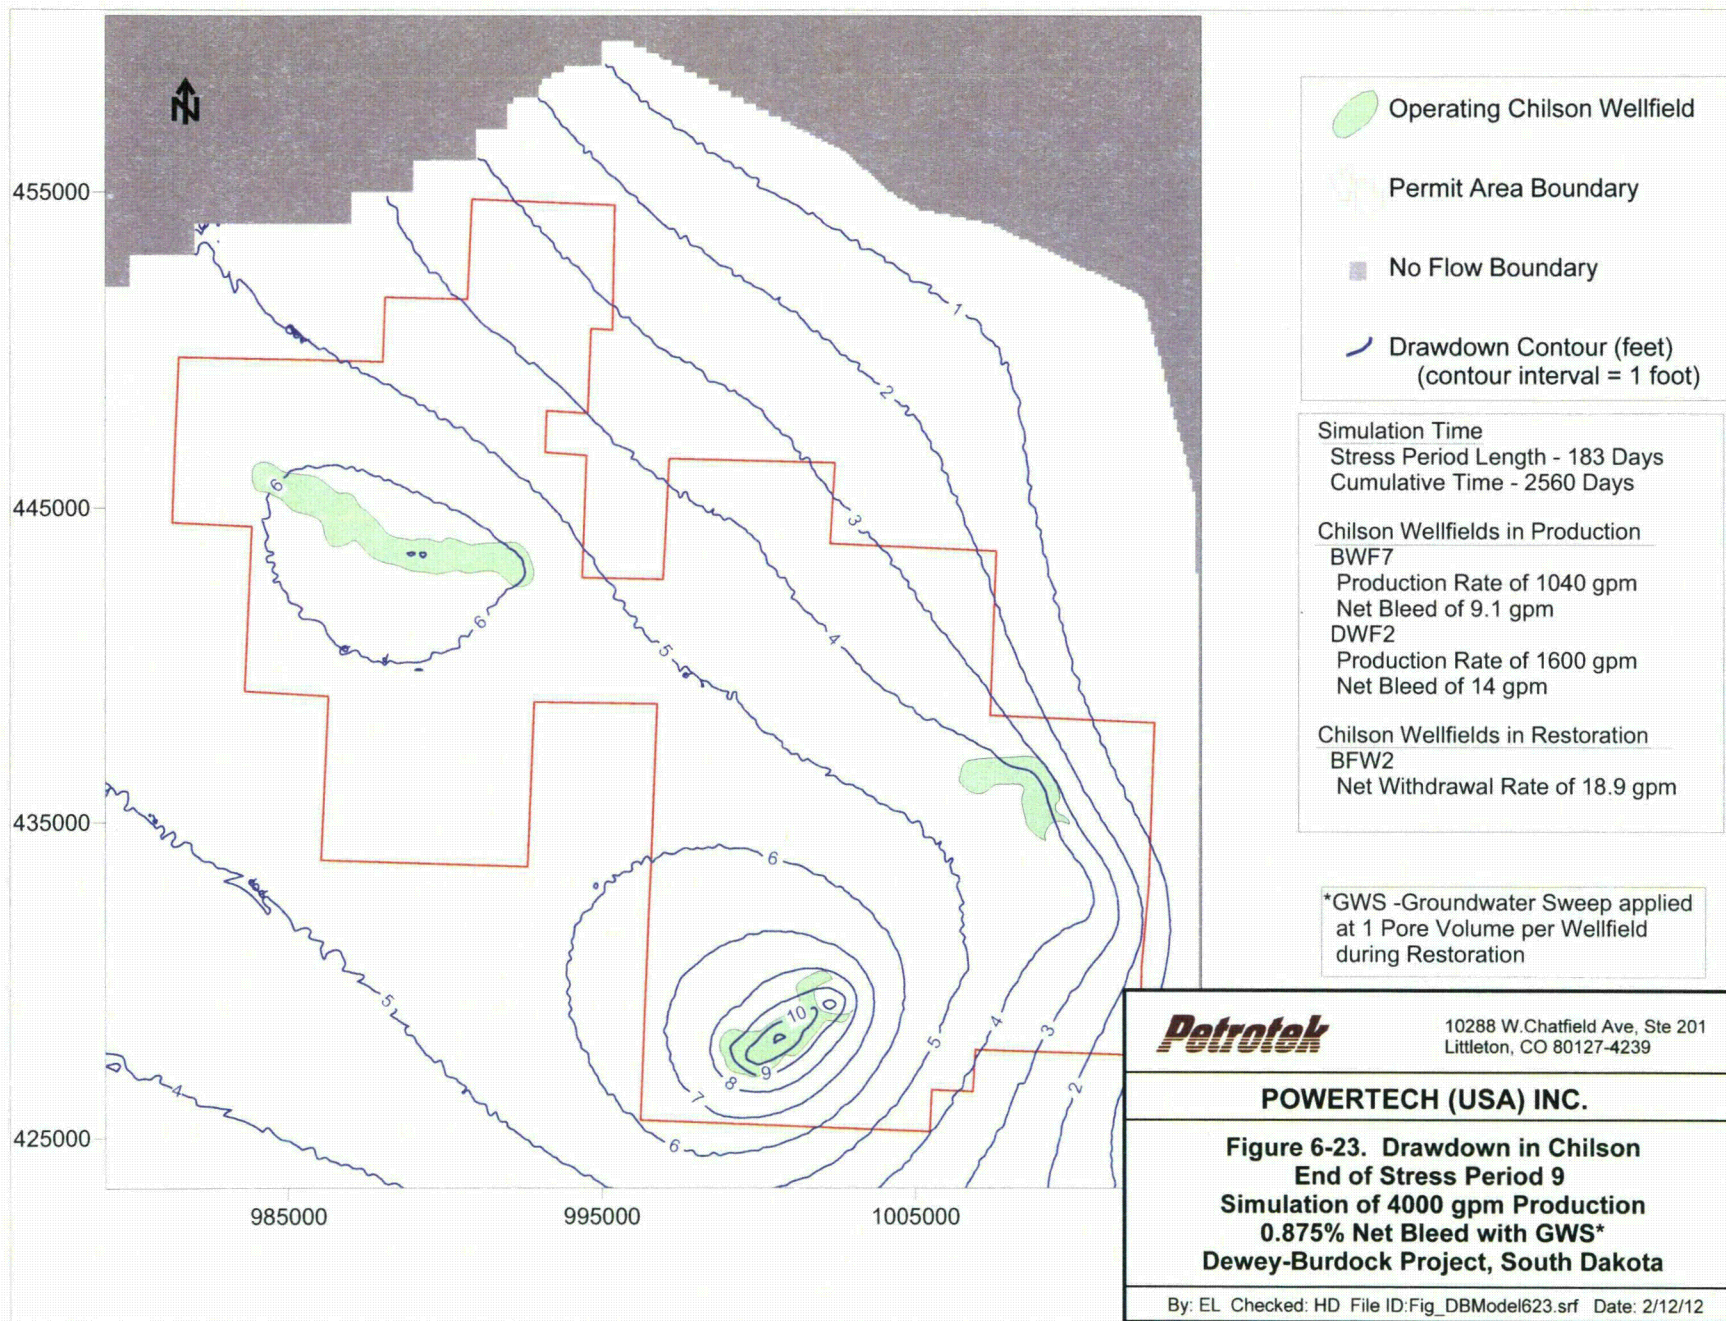 N
455000
445000
435000
425000
985000
995000
1005000
1
2
3
4
5
6
6
5
4
6
7
8
9
10
6
5
4
3
2
Operating Chilson Wellfield
Permit Area Boundary
No Flow Boundary
Drawdown Contour (feet)
(contour interval = 1 foot)
Simulation Time
Stress Period Length - 183 Days
Cumulative Time - 2560 Days
Chilson Wellfields in Production
BWF7
Production Rate of 1040 gpm
Net Bleed of 9.1 gpm
DWF2
Production Rate of 1600 gpm
Net Bleed of 14 gpm
Chilson Wellfields in Restoration
BFW2
Net Withdrawal Rate of 18.9 gpm
*GWS -Groundwater Sweep applied
at 1 Pore Volume per Wellfield
during Restoration
Petrotek
10288 W.Chatfield Ave, Ste 201
Littleton, CO 80127-4239
POWERTECH (USA) INC.
Figure 6-23. Drawdown in Chilson
End of Stress Period 9
Simulation of 4000 gpm Production
0.875% Net Bleed with GWS*
Dewey-Burdock Project, South Dakota
By: EL Checked: HD File ID:Fig_DBModel623.srf Date: 2/12/12